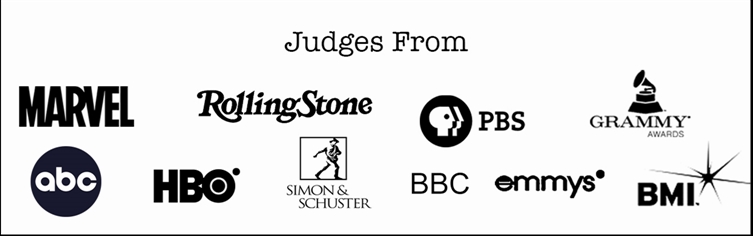 Judges From
MARVEL
RollingStone
PBS
GRAMMY
AWARDS
abc
HBO
SIMON &
SCHUSTER
BBC
emmys
BMI